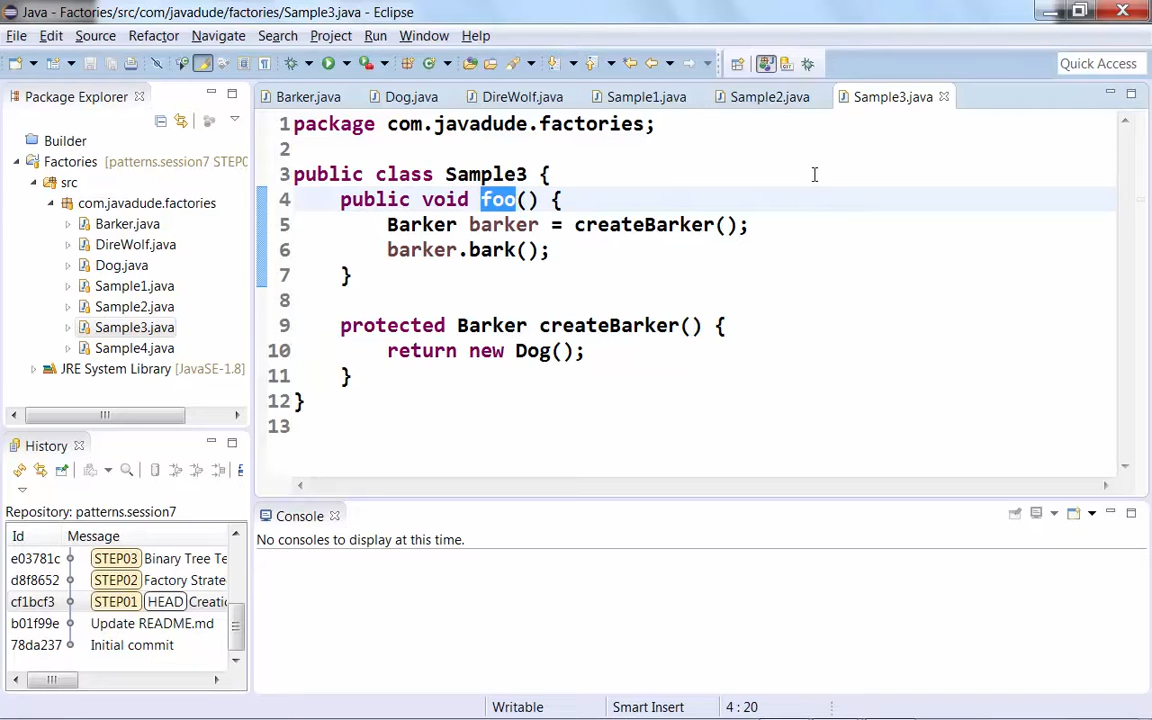 Java - Factories/src/com/javadude/factories/Sample3.java - Eclipse
File Edit Source Refactor Navigate Search Project Run Window Help
Quick Access
Package Explorer
Builder
Factories [patterns.session7 STEP0
src
com.javadude.factories
Barker.java
DireWolf.java
Dog.java
Sample1.java
Sample2.java
Sample3.java
Sample4.java
JRE System Library [JavaSE-1.8]
History
Repository: patterns.session7
Id Message
e03781c STEP03 Binary Tree Te
d8f8652 STEP02 Factory Strate
cf1bcf3 STEP01 HEAD Creatio
b01f99e Update README.md
78da237 Initial commit
Barker.java Dog.java DireWolf.java Sample1.java Sample2.java Sample3.java
1 package com.javadude.factories;
2
3 public class Sample3 {
4 public void foo() {
5 Barker barker = createBarker();
6 barker.bark();
7 }
8
9 protected Barker createBarker() {
10 return new Dog();
11 }
12 }
13
Console
No consoles to display at this time.
Writable Smart Insert 4 : 20